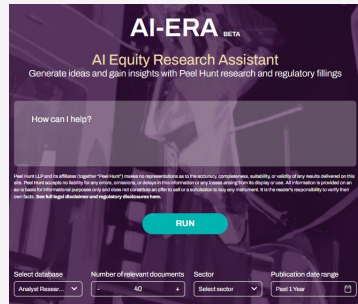 AI-ERA BETA
AI Equity Research Assistant
Generate ideas and gain insights with Peel Hunt research and regulatory fillings
How can I help?
Peel Hunt LLP and its affiliates (together "Peel Hunt") makes no representations as to the accuracy, completeness, suitability, or validity of any results delivered on this
site. Peel Hunt accepts no liability for any errors, omissions, or delays in this information or any losses arising from its display or use. All information is provided on an
as-is basis for informational purposes only and does not constitute an offer to sell or a solicitation to buy any instrument. It is the reader's responsibility to verify their
own facts. See full legal disclaimer and regulatory disclosures here.
RUN
Select database Number of relevant documents Sector Publication date range
Analyst Resear... - 40 + Select sector Past 1 Year